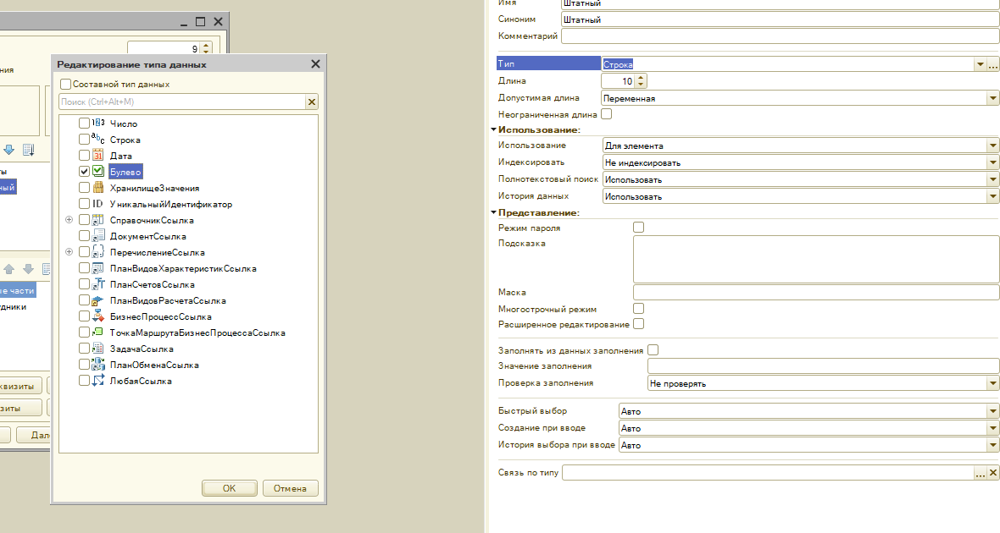 9
ния
ты
ный
ые части
удники
квизиты
зиты
Дал
Редактирование типа данных
Составной тип данных
Поиск (Ctrl+Alt+M)
Число
Строка
Дата
Булево
ХранилищеЗначения
УникальныйИдентификатор
СправочникСсылка
ДокументСсылка
ПеречислениеСсылка
ПланВидовХарактеристикСсылка
ПланСчетовСсылка
ПланВидовРасчетаСсылка
БизнесПроцессСсылка
ТочкаМаршрутаБизнесПроцессаСсылка
ЗадачаСсылка
ПланОбменаСсылка
ЛюбаяСсылка
OK Отмена
Имя Штатный
Синоним Штатный
Комментарий
Тип Строка ...
Длина 10
Допустимая длина Переменная
Неограниченная длина
Использование:
Использование Для элемента
Индексировать Не индексировать
Полнотекстовый поиск Использовать
История данных Использовать
Представление:
Режим пароля
Подсказка
Маска
Многострочный режим
Расширенное редактирование
Заполнять из данных заполнения
Значение заполнения
Проверка заполнения Не проверять
Быстрый выбор Авто
Создание при вводе Авто
История выбора при вводе Авто
Связь по типу ...